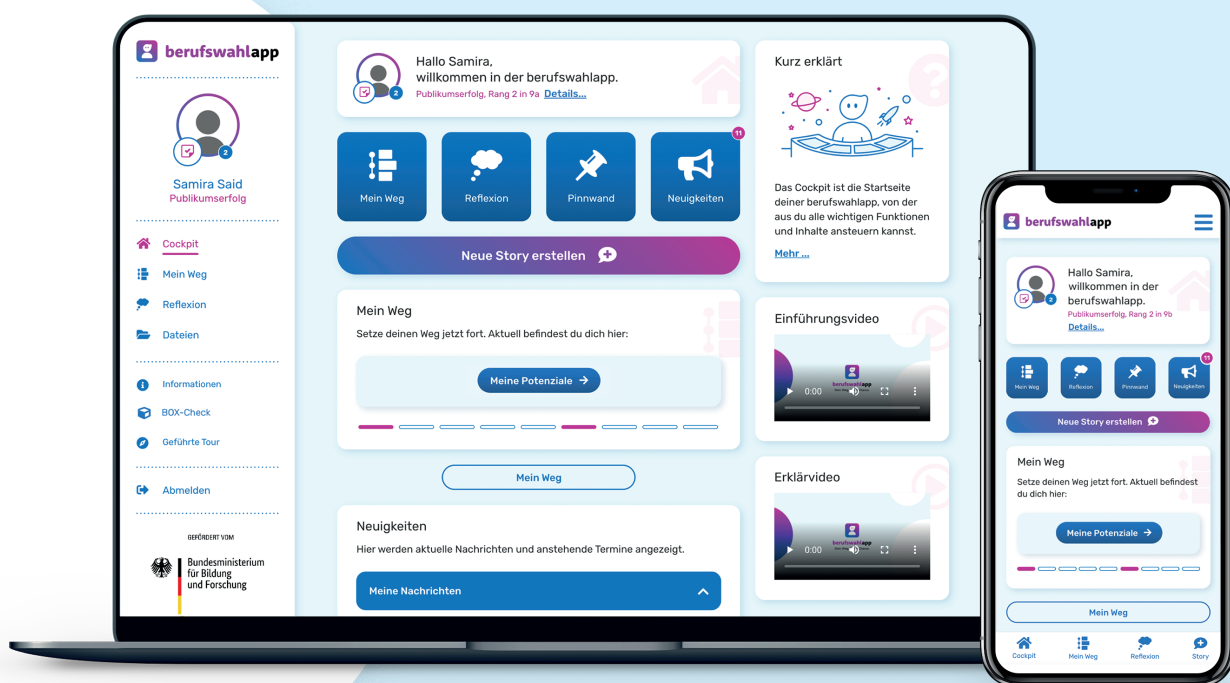 berufswahlapp
2
Samira Said
Publikumserfolg
Cockpit
Mein Weg
Reflexion
Dateien
Informationen
BOX-Check
Geführte Tour
Abmelden
GEFÖRDERT VOM
Bundesministerium
für Bildung
und Forschung
Hallo Samira,
willkommen in der berufswahlapp.
Publikumserfolg, Rang 2 in 9a Details...
2
Mein Weg
Reflexion
Pinnwand
11
Neuigkeiten
Neue Story erstellen
Mein Weg
Setze deinen Weg jetzt fort. Aktuell befindest du dich hier:
Meine Potenziale
Mein Weg
Neuigkeiten
Hier werden aktuelle Nachrichten und anstehende Termine angezeigt.
Meine Nachrichten
Kurz erklärt
Das Cockpit ist die Startseite
deiner berufswahlapp, von der
aus du alle wichtigen Funktionen
und Inhalte ansteuern kannst.
Mehr ...
Einführungsvideo
berufswahlapp
0:00
Erklärvideo
berufswahlapp
0:00
berufswahlapp
Hallo Samira,
willkommen in der
berufswahlapp.
Publikumserfolg, Rang 2 in 9b
Details...
2
Mein Weg
Reflexion
Pinnwand
11
Neuigkeiten
Neue Story erstellen
Mein Weg
Setze deinen Weg jetzt fort. Aktuell befindest
du dich hier:
Meine Potenziale
Mein Weg
Cockpit
Mein Weg
Reflexion
Story